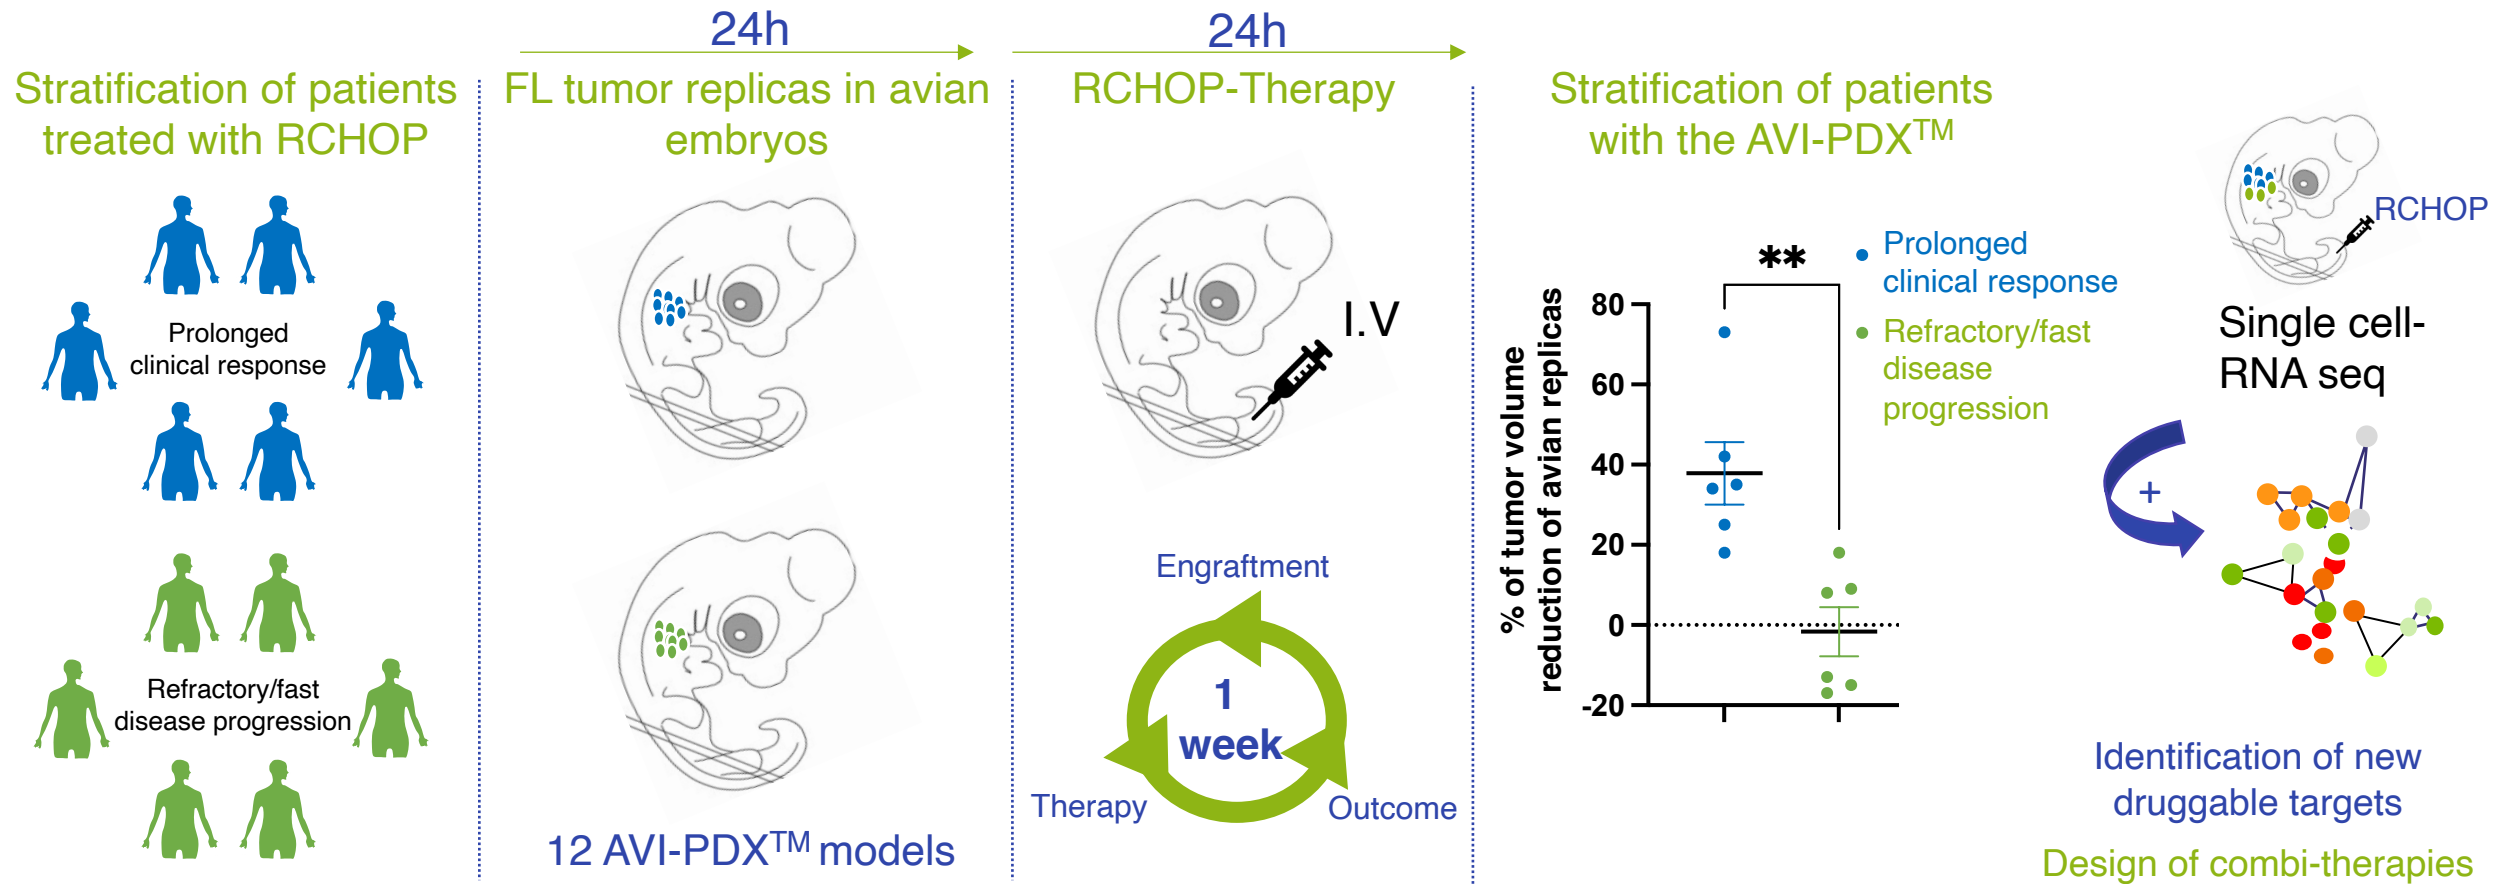 24h
24h
Stratification of patients
treated with RCHOP
FL tumor replicas in avian
embryos
RCHOP-Therapy
Stratification of patients
with the AVI-PDX™
Prolonged
clinical response
Refractory/fast
disease progression
12 AVI-PDX™ models
I.V
Engraftment
1
week
Therapy
Outcome
**
Prolonged
clinical response
Refractory/fast
disease
progression
% of tumor volume
reduction of avian replicas
80
60
40
20
0
-20
RCHOP
Single cell-
RNA seq
+
Identification of new
druggable targets
Design of combi-therapies